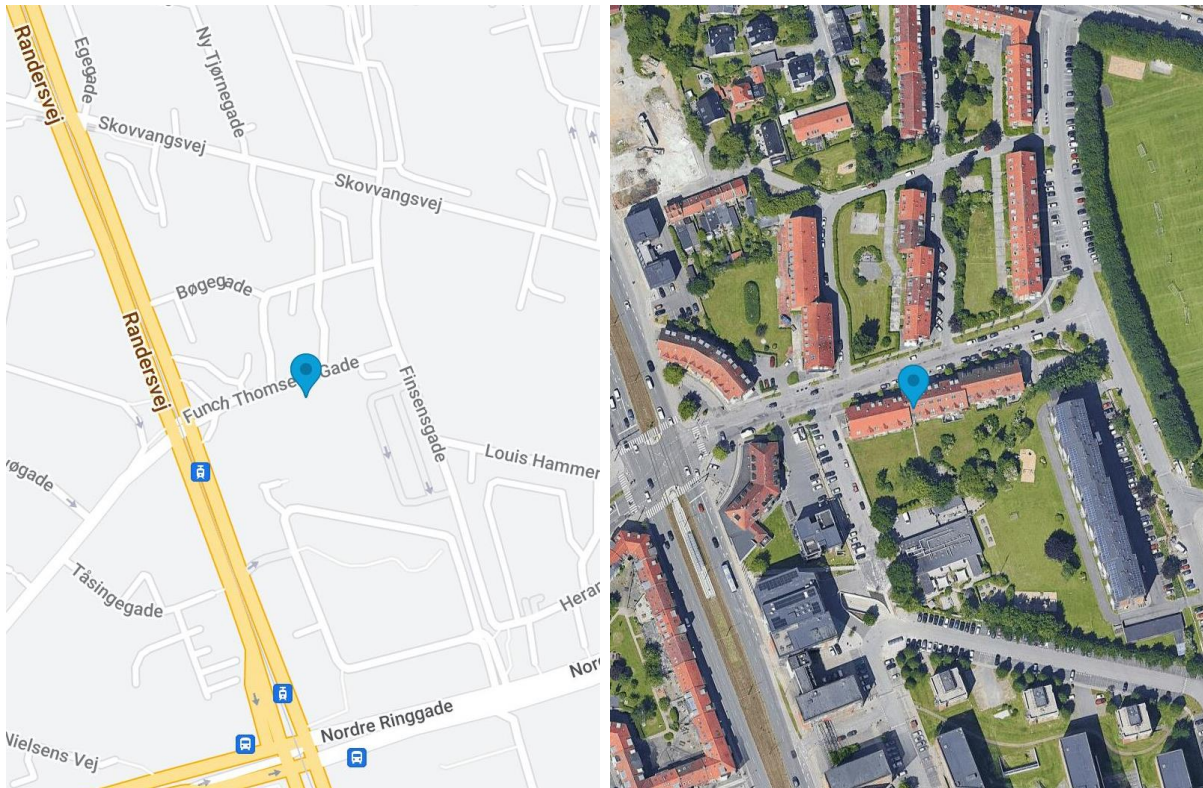 Randersvej
Egegade
Ny Tjørnegade
Skovvangsvej
Skovvangsvej
Bøgegade
Randersvej
Funch Thomsens Gade
Finsensgade
Louis Hammer
Tåsingegade
Nordre Ringgade
Nielsens Vej